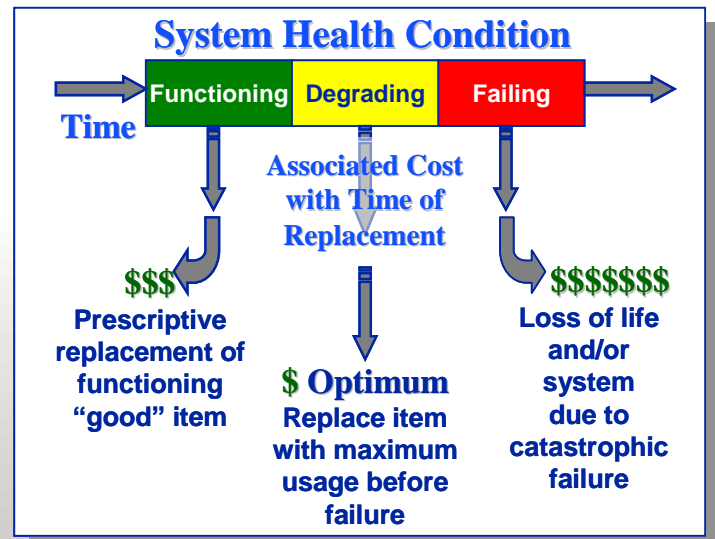 System Health Condition
Functioning
Degrading
Failing
Time
Associated Cost
with Time of
Replacement
$$$
Prescriptive
replacement of
functioning
“good” item
$ Optimum
Replace item
with maximum
usage before
failure
$$$$$$$
Loss of life
and/or
system
due to
catastrophic
failure